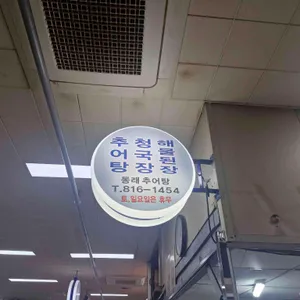 추어탕
청국장
해물된장
동래 추어탕
T.816-1454
토,일요일은 휴무